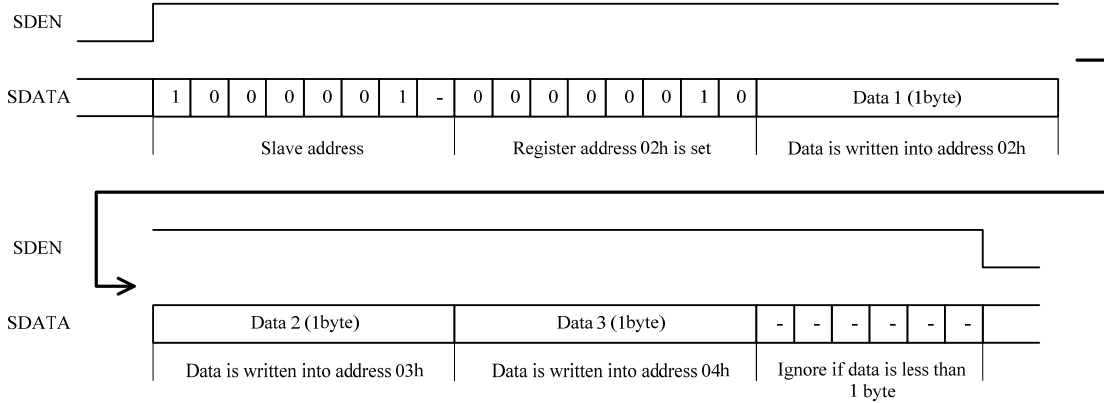 SDEN
SDATA 1 0 0 0 0 0 1 - 0 0 0 0 0 0 1 0 Data 1 (1byte)
Slave address Register address 02h is set Data is written into address 02h
SDEN
SDATA Data 2 (1byte) Data 3 (1byte) - - - - - -
Data is written into address 03h Data is written into address 04h Ignore if data is less than
1 byte